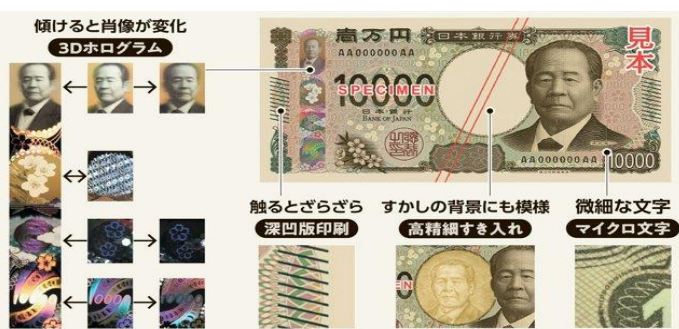 傾けると肖像が変化
3Dホログラム
壱万円
日本銀行券
見本
AA000000AA
10000
SPECIMEN
日本銀行
BANK OF JAPAN
AA000000AA
10000
触るとざらざら
深凹版印刷
すかしの背景にも模様
高精細すき入れ
微細な文字
マイクロ文字